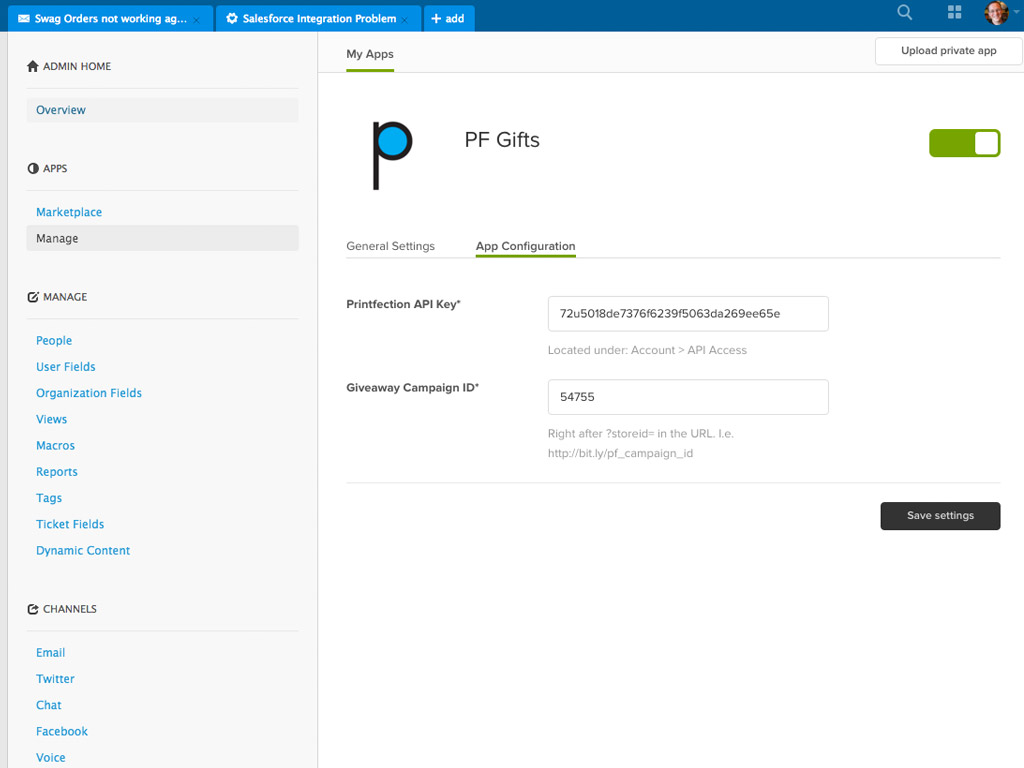 Swag Orders not working ag...
Salesforce Integration Problem
+ add
ADMIN HOME
Overview
APPS
Marketplace
Manage
MANAGE
People
User Fields
Organization Fields
Views
Macros
Reports
Tags
Ticket Fields
Dynamic Content
CHANNELS
Email
Twitter
Chat
Facebook
Voice
My Apps
Upload private app
PF Gifts
General Settings
App Configuration
Printfection API Key*
72u5018de7376f6239f5063da269ee65e
Located under: Account > API Access
Giveaway Campaign ID*
54755
Right after ?storeid= in the URL. I.e.
http://bit.ly/pf_campaign_id
Save settings